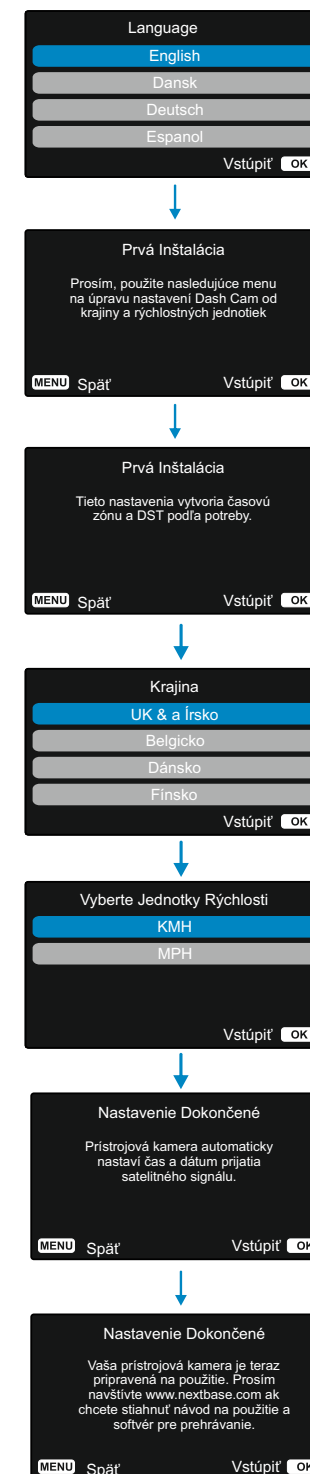 Language
English
Dansk
Deutsch
Espanol
Vstúpiť OK
Prvá Inštalácia
Prosím, použite nasledujúce menu
na úpravu nastavení Dash Cam od
krajiny a rýchlostných jednotiek
MENU Späť Vstúpiť OK
Prvá Inštalácia
Tieto nastavenia vytvoria časovú
zónu a DST podľa potreby.
MENU Späť Vstúpiť OK
Krajina
UK & a Írsko
Belgicko
Dánsko
Fínsko
Vstúpiť OK
Vyberte Jednotky Rýchlosti
KMH
MPH
Vstúpiť OK
Nastavenie Dokončené
Prístrojová kamera automaticky
nastaví čas a dátum prijatia
satelitného signálu.
MENU Späť Vstúpiť OK
Nastavenie Dokončené
Vaša prístrojová kamera je teraz
pripravená na použitie. Prosím
navštívte www.nextbase.com ak
chcete stiahnuť návod na použitie a
softvér pre prehrávanie.
MENU Späť Vstúpiť OK